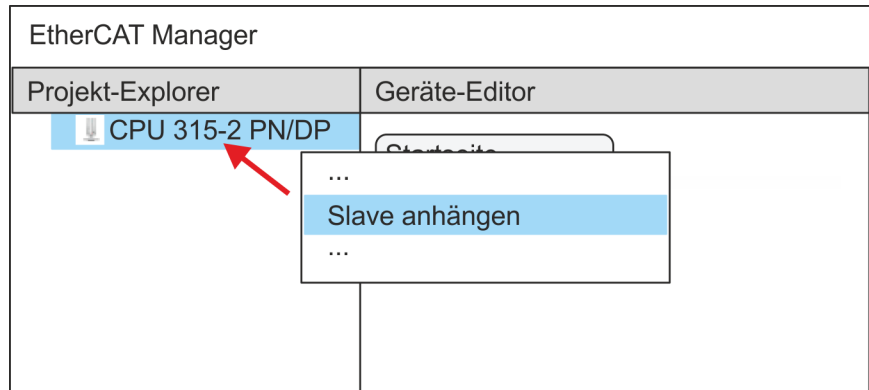 EtherCAT Manager
Projekt-Explorer
Geräte-Editor
CPU 315-2 PN/DP
...
Slave anhängen
...